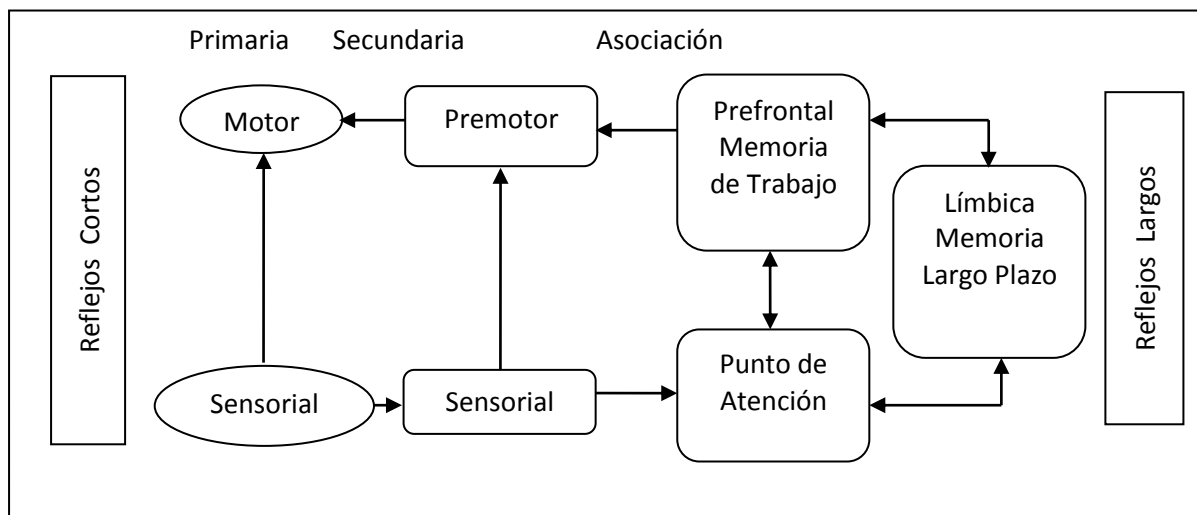 Primaria Secundaria Asociación
Reflejos Cortos
Motor
Premotor
Prefrontal
Memoria
de Trabajo
Límbica
Memoria
Largo Plazo
Reflejos Largos
Sensorial
Sensorial
Punto de
Atención